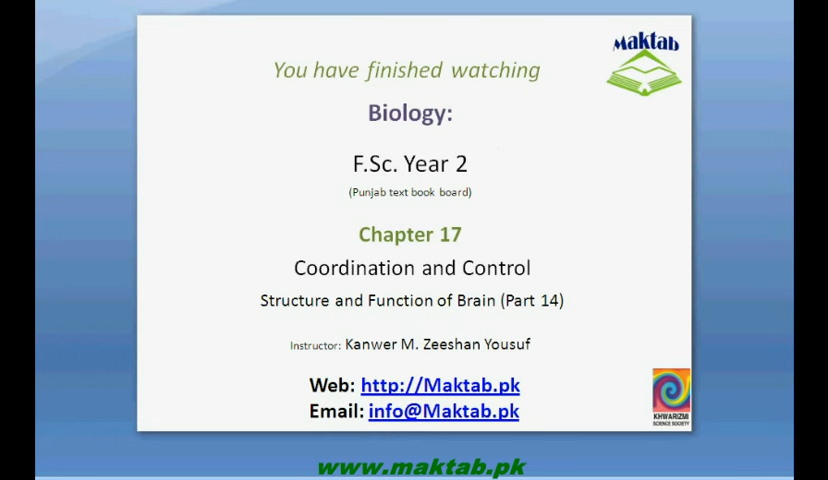 Maktab
You have finished watching
Biology:
F.Sc. Year 2
(Punjab text book board)
Chapter 17
Coordination and Control
Structure and Function of Brain (Part 14)
Instructor: Kanwer M. Zeeshan Yousuf
Web: http://Maktab.pk
Email: info@Maktab.pk
KHWARIZMI
SCIENCE SOCIETY
www.maktab.pk